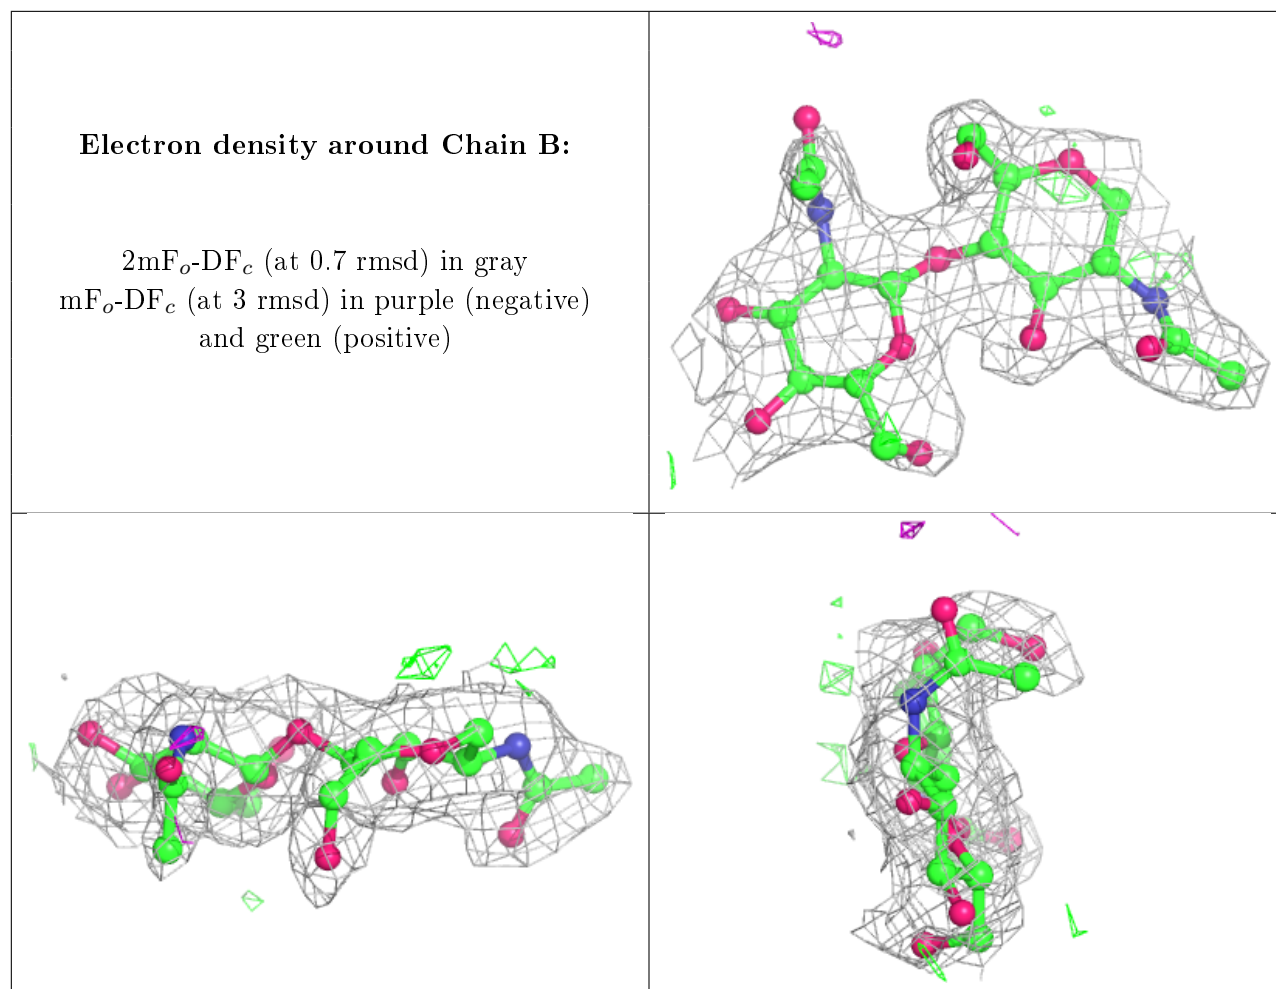 Electron density around Chain B:
2mFₒ-DF𝒸 (at 0.7 rmsd) in gray
mFₒ-DF𝒸 (at 3 rmsd) in purple (negative)
and green (positive)